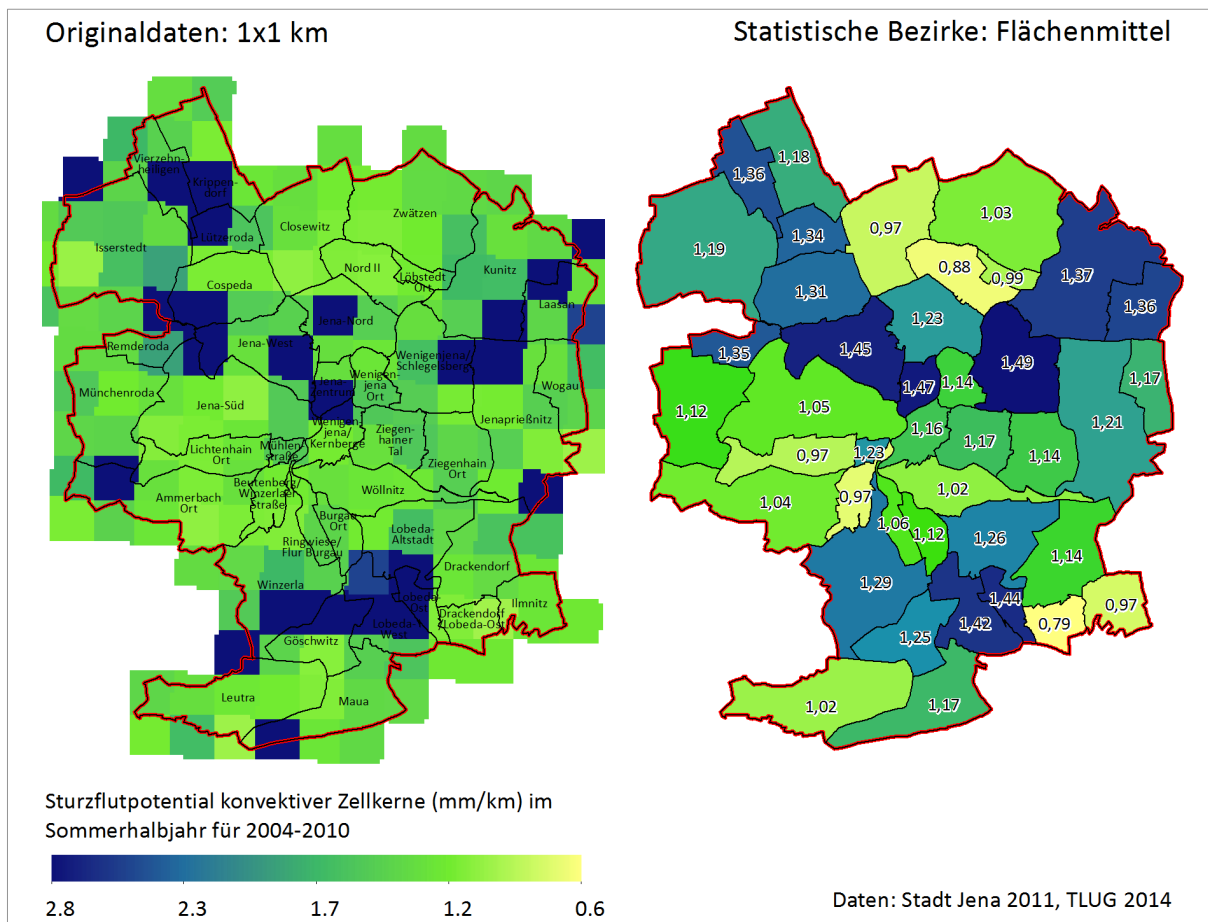 Originaldaten: 1x1 km
Statistische Bezirke: Flächenmittel
Vierzehn-
heiligen
Krippen-
dorf
Lützeroda
Closewitz
Zwätzen
Isserstedt
Cospeda
Nord II
Löbstedt
Ort
Kunitz
Laasan
Jena-Nord
Remderoda
Jena-West
Wenigenjena/
Schlegelsberg
Münchenroda
Jena-Süd
Jena-
Zentrum
Wenigen-
jena
Ort
Wogau
Jenaprießnitz
Lichtenhain
Ort
Mühlen-
straße
Wenigen-
jena/
Kernberge
Ziegen-
hainer
Tal
Ziegenhain
Ort
Ammerbach
Ort
Beutenberg/
Winzerlaer
Straße
Wöllnitz
Burgau
Ort
Ringwiese/
Flur Burgau
Lobeda-
Altstadt
Winzerla
Drackendorf
Lobeda-
Ost
Lobeda-
West
Drackendorf
Lobeda-Ost
Ilmnitz
Göschwitz
Leutra
Maua
1,18
1,36
1,19
1,34
0,97
1,03
0,88
0,99
1,37
1,36
1,31
1,23
1,35
1,45
1,47
1,14
1,49
1,17
1,12
1,05
1,21
1,16
1,17
1,14
0,97
1,23
1,04
0,97
1,02
1,06
1,12
1,26
1,14
1,29
1,44
1,42
0,79
0,97
1,25
1,02
1,17
Sturzflutpotential konvektiver Zellkerne (mm/km) im
Sommerhalbjahr für 2004-2010
2.8 2.3 1.7 1.2 0.6
Daten: Stadt Jena 2011, TLUG 2014